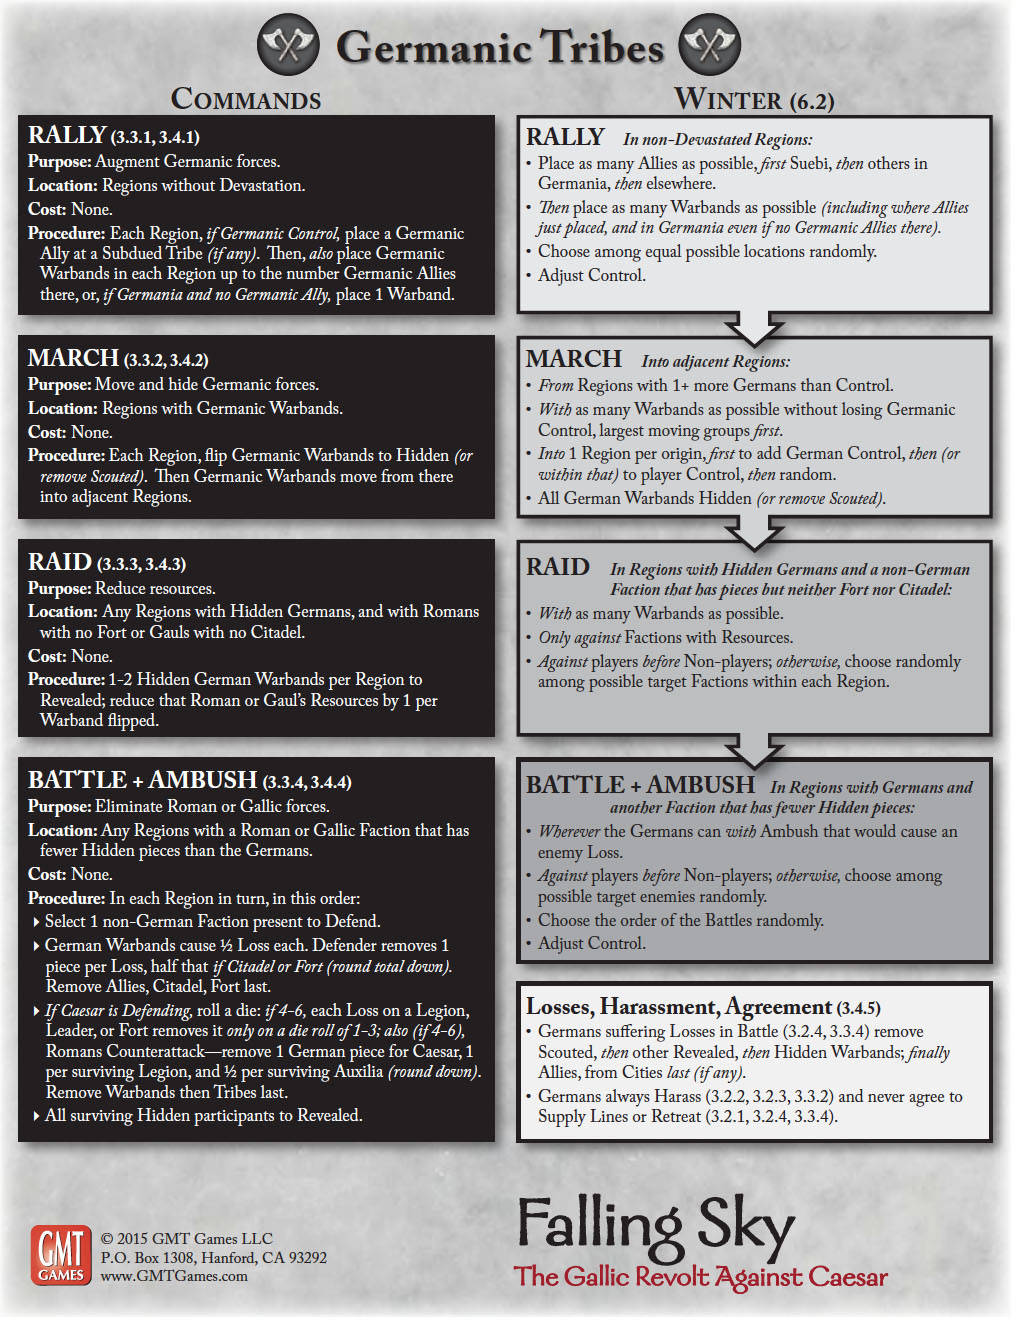 Germanic Tribes
COMMANDS
RALLY (3.3.1, 3.4.1)
Purpose: Augment Germanic forces.
Location: Regions without Devastation.
Cost: None.
Procedure: Each Region, if Germanic Control, place a Germanic
Ally at a Subdued Tribe (if any). Then, also place Germanic
Warbands in each Region up to the number Germanic Allies
there, or, if Germania and no Germanic Ally, place 1 Warband.
MARCH (3.3.2, 3.4.2)
Purpose: Move and hide Germanic forces.
Location: Regions with Germanic Warbands.
Cost: None.
Procedure: Each Region, flip Germanic Warbands to Hidden (or
remove Scouted). Then Germanic Warbands move from there
into adjacent Regions.
RAID (3.3.3, 3.4.3)
Purpose: Reduce resources.
Location: Any Regions with Hidden Germans, and with Romans
with no Fort or Gauls with no Citadel.
Cost: None.
Procedure: 1-2 Hidden German Warbands per Region to
Revealed; reduce that Roman or Gaul's Resources by 1 per
Warband flipped.
BATTLE + AMBUSH (3.3.4, 3.4.4)
Purpose: Eliminate Roman or Gallic forces.
Location: Any Regions with a Roman or Gallic Faction that has
fewer Hidden pieces than the Germans.
Cost: None.
Procedure: In each Region in turn, in this order:
Select 1 non-German Faction present to Defend.
German Warbands cause ½ Loss each. Defender removes 1
piece per Loss, half that if Citadel or Fort (round total down).
Remove Allies, Citadel, Fort last.
If Caesar is Defending, roll a die: if 4-6, each Loss on a Legion,
Leader, or Fort removes it only on a die roll of 1-3; also (if 4-6),
Romans Counterattack—remove 1 German piece for Caesar, 1
per surviving Legion, and ½ per surviving Auxilia (round down).
Remove Warbands then Tribes last.
All surviving Hidden participants to Revealed.
WINTER (6.2)
RALLY In non-Devastated Regions:
• Place as many Allies as possible, first Suebi, then others in
Germania, then elsewhere.
• Then place as many Warbands as possible (including where Allies
just placed, and in Germania even if no Germanic Allies there).
• Choose among equal possible locations randomly.
• Adjust Control.
MARCH Into adjacent Regions:
• From Regions with 1+ more Germans than Control.
• With as many Warbands as possible without losing Germanic
Control, largest moving groups first.
• Into 1 Region per origin, first to add German Control, then (or
within that) to player Control, then random.
• All German Warbands Hidden (or remove Scouted).
RAID In Regions with Hidden Germans and a non-German
Faction that has pieces but neither Fort nor Citadel:
• With as many Warbands as possible.
• Only against Factions with Resources.
• Against players before Non-players; otherwise, choose randomly
among possible target Factions within each Region.
BATTLE + AMBUSH In Regions with Germans and
another Faction that has fewer Hidden pieces:
• Wherever the Germans can with Ambush that would cause an
enemy Loss.
• Against players before Non-players; otherwise, choose among
possible target enemies randomly.
• Choose the order of the Battles randomly.
• Adjust Control.
Losses, Harassment, Agreement (3.4.5)
• Germans suffering Losses in Battle (3.2.4, 3.3.4) remove
Scouted, then other Revealed, then Hidden Warbands; finally
Allies, from Cities last (if any).
• Germans always Harass (3.2.2, 3.2.3, 3.3.2) and never agree to
Supply Lines or Retreat (3.2.1, 3.2.4, 3.3.4).
GMT
GAMES
© 2015 GMT Games LLC
P.O. Box 1308, Hanford, CA 93292
www.GMTGames.com
Falling Sky
The Gallic Revolt Against Caesar